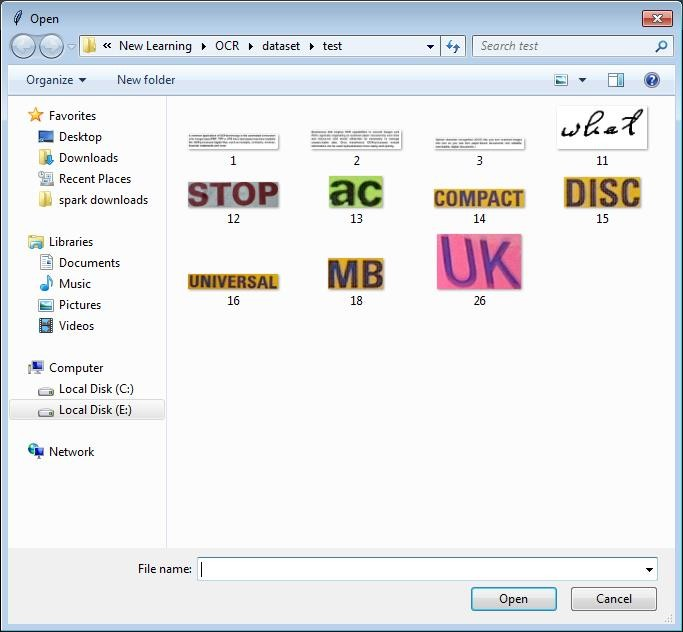 Open
« New Learning ▸ OCR ▸ dataset ▸ test
Search test
Organize
New folder
Favorites
Desktop
Downloads
Recent Places
spark downloads
Libraries
Documents
Music
Pictures
Videos
Computer
Local Disk (C:)
Local Disk (E:)
Network
1
2
3
what
11
STOP
12
ac
13
COMPACT
14
DISC
15
UNIVERSAL
16
MB
18
UK
26
File name:
Open
Cancel